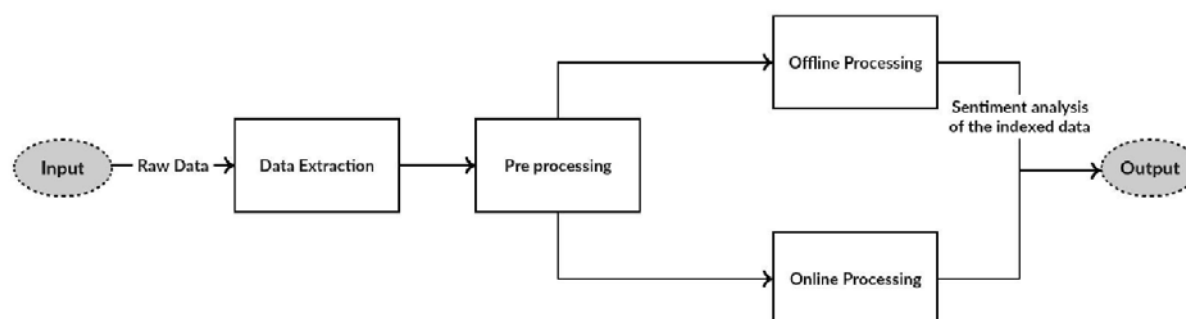 Input
Raw Data
Data Extraction
Pre processing
Offline Processing
Sentiment analysis
of the indexed data
Online Processing
Output